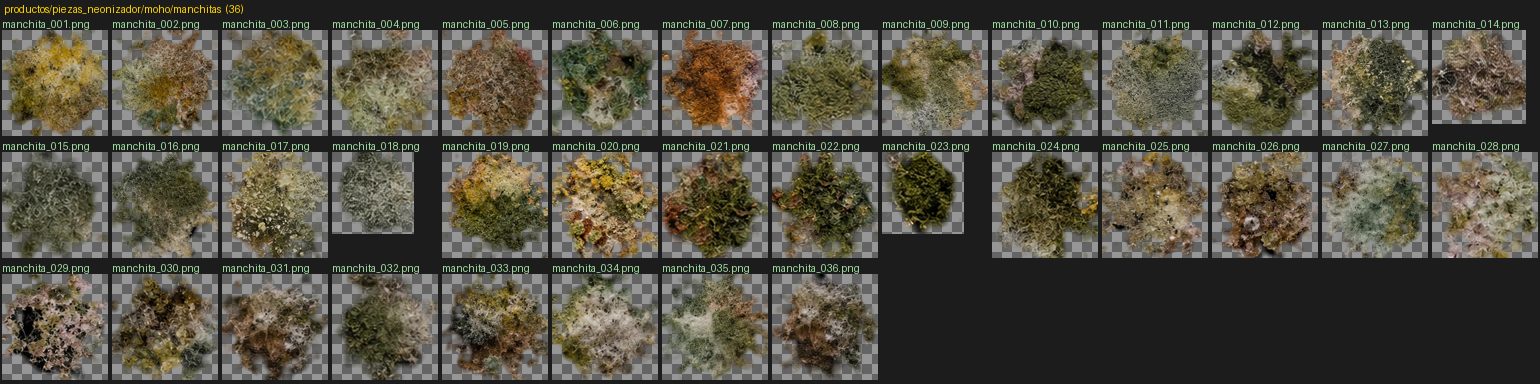 productos/piezas_neonizador/moho/manchitas (36)
manchita_001.png manchita_002.png manchita_003.png manchita_004.png manchita_005.png manchita_006.png manchita_007.png manchita_008.png manchita_009.png manchita_010.png manchita_011.png manchita_012.png manchita_013.png manchita_014.png
manchita_015.png manchita_016.png manchita_017.png manchita_018.png manchita_019.png manchita_020.png manchita_021.png manchita_022.png manchita_023.png manchita_024.png manchita_025.png manchita_026.png manchita_027.png manchita_028.png
manchita_029.png manchita_030.png manchita_031.png manchita_032.png manchita_033.png manchita_034.png manchita_035.png manchita_036.png